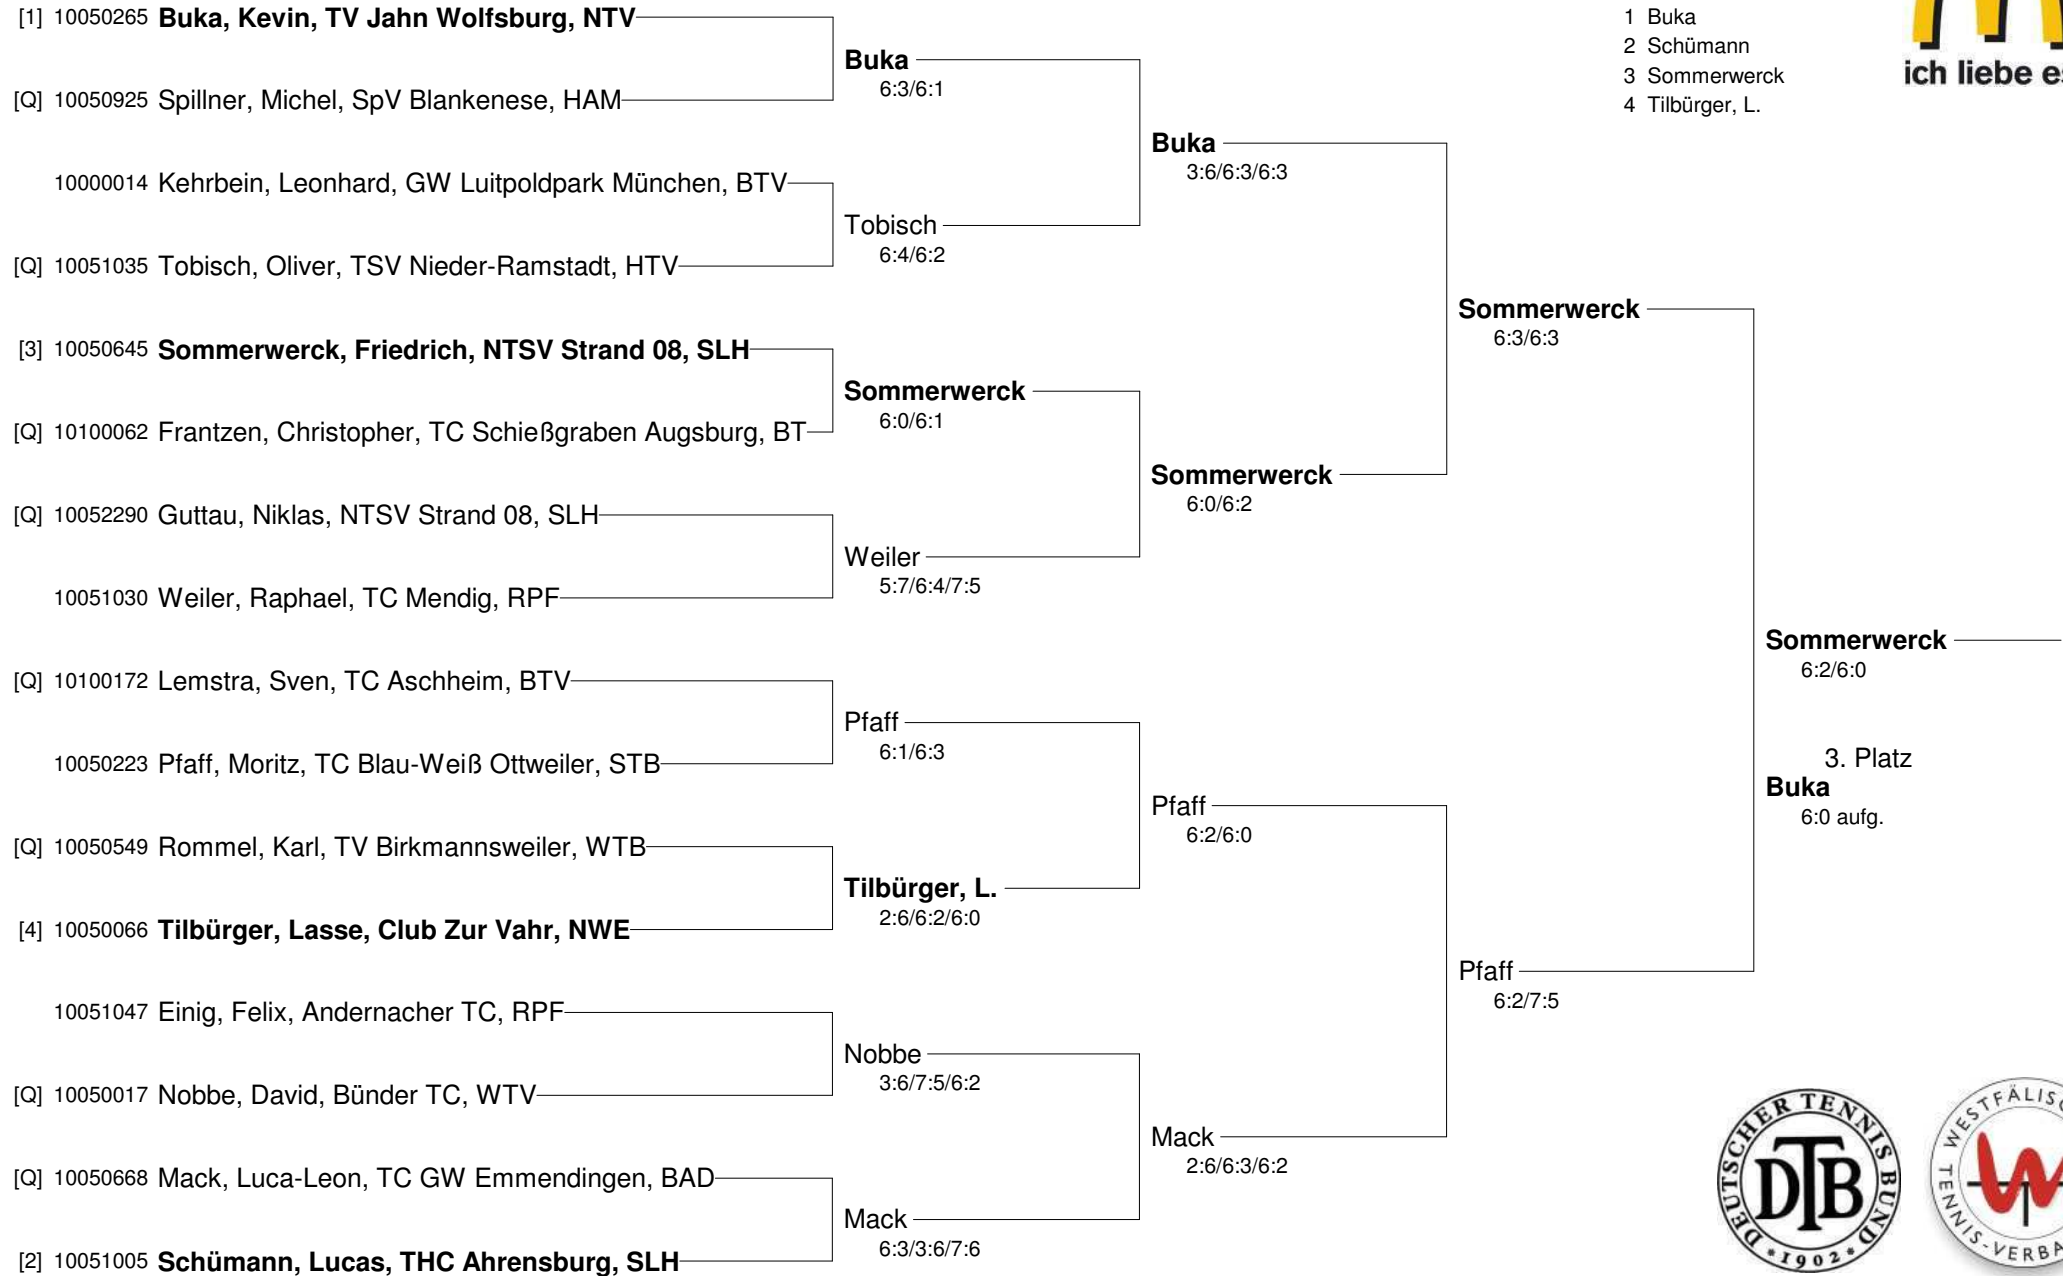 [1] 10050265 Buka, Kevin, TV Jahn Wolfsburg, NTV
[Q] 10050925 Spillner, Michel, SpV Blankenese, HAM
10000014 Kehrbein, Leonhard, GW Luitpoldpark München, BTV
[Q] 10051035 Tobisch, Oliver, TSV Nieder-Ramstadt, HTV
[3] 10050645 Sommerwerck, Friedrich, NTSV Strand 08, SLH
[Q] 10100062 Frantzen, Christopher, TC Schießgraben Augsburg, BT
[Q] 10052290 Guttau, Niklas, NTSV Strand 08, SLH
10051030 Weiler, Raphael, TC Mendig, RPF
[Q] 10100172 Lemstra, Sven, TC Aschheim, BTV
10050223 Pfaff, Moritz, TC Blau-Weiß Ottweiler, STB
[Q] 10050549 Rommel, Karl, TV Birkmannsweiler, WTB
[4] 10050066 Tilbürger, Lasse, Club Zur Vahr, NWE
10051047 Einig, Felix, Andernacher TC, RPF
[Q] 10050017 Nobbe, David, Bünder TC, WTV
[Q] 10050668 Mack, Luca-Leon, TC GW Emmendingen, BAD
[2] 10051005 Schümann, Lucas, THC Ahrensburg, SLH
Buka
6:3/6:1
Tobisch
6:4/6:2
Sommerwerck
6:0/6:1
Weiler
5:7/6:4/7:5
Pfaff
6:1/6:3
Tilbürger, L.
2:6/6:2/6:0
Nobbe
3:6/7:5/6:2
Mack
6:3/3:6/7:6
Buka
3:6/6:3/6:3
Sommerwerck
6:0/6:2
Pfaff
6:2/6:0
Mack
2:6/6:3/6:2
Sommerwerck
6:3/6:3
Pfaff
6:2/7:5
Sommerwerck
6:2/6:0
3. Platz
Buka
6:0 aufg.
1 Buka
2 Schümann
3 Sommerwerck
4 Tilbürger, L.
ich liebe
DEUTSCHER TENNIS BUND
DTB
*1902*
TENNIS-